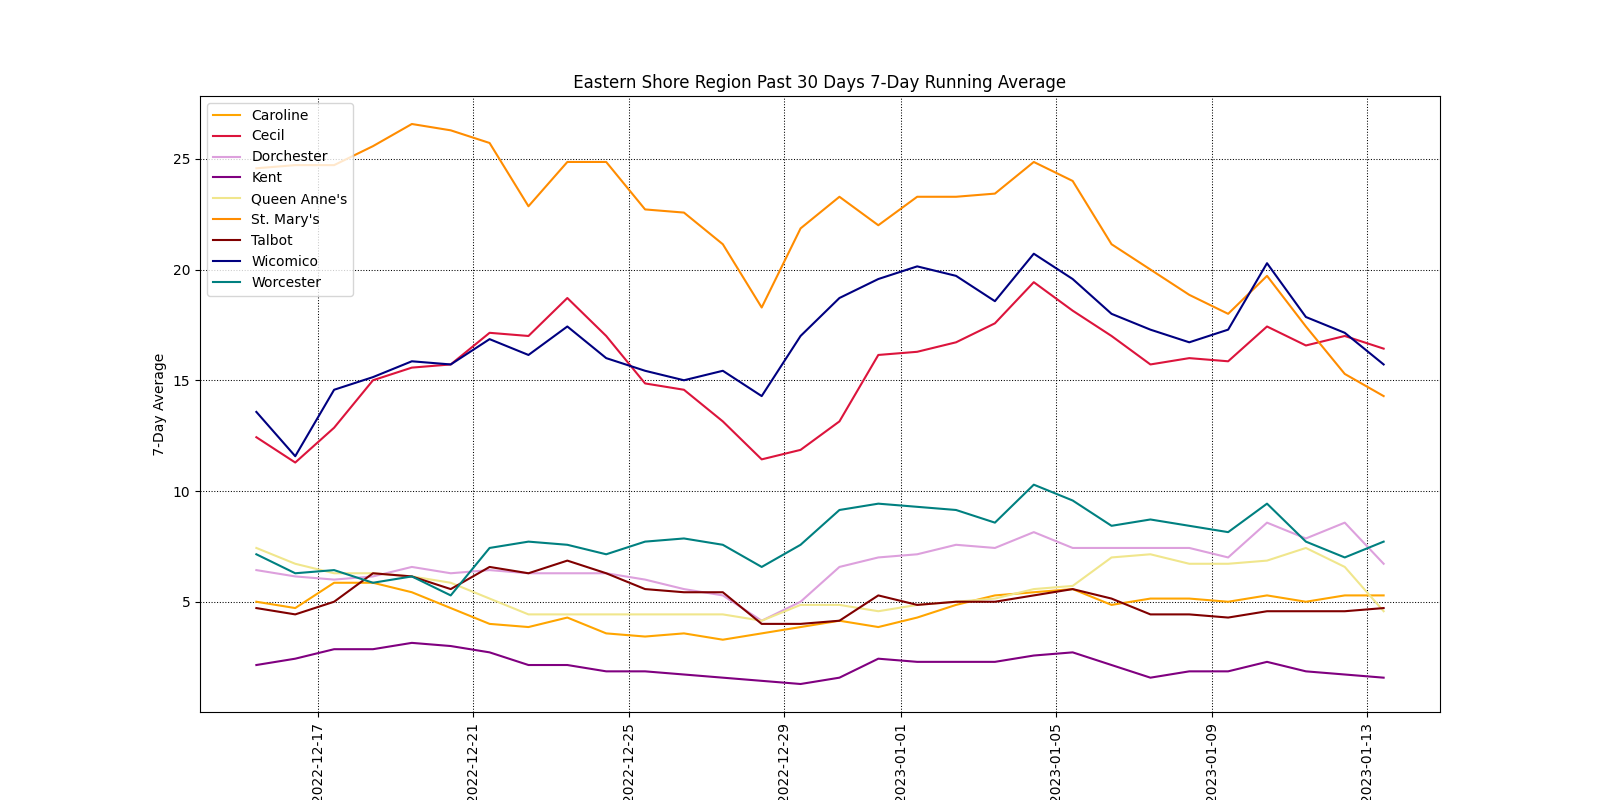 Eastern Shore Region Past 30 Days 7-Day Running Average
Caroline
Cecil
Dorchester
Kent
Queen Anne's
St. Mary's
Talbot
Wicomico
Worcester
7-Day Average
25
20
15
10
5
2022-12-17
2022-12-21
2022-12-25
2022-12-29
2023-01-01
2023-01-05
2023-01-09
2023-01-13